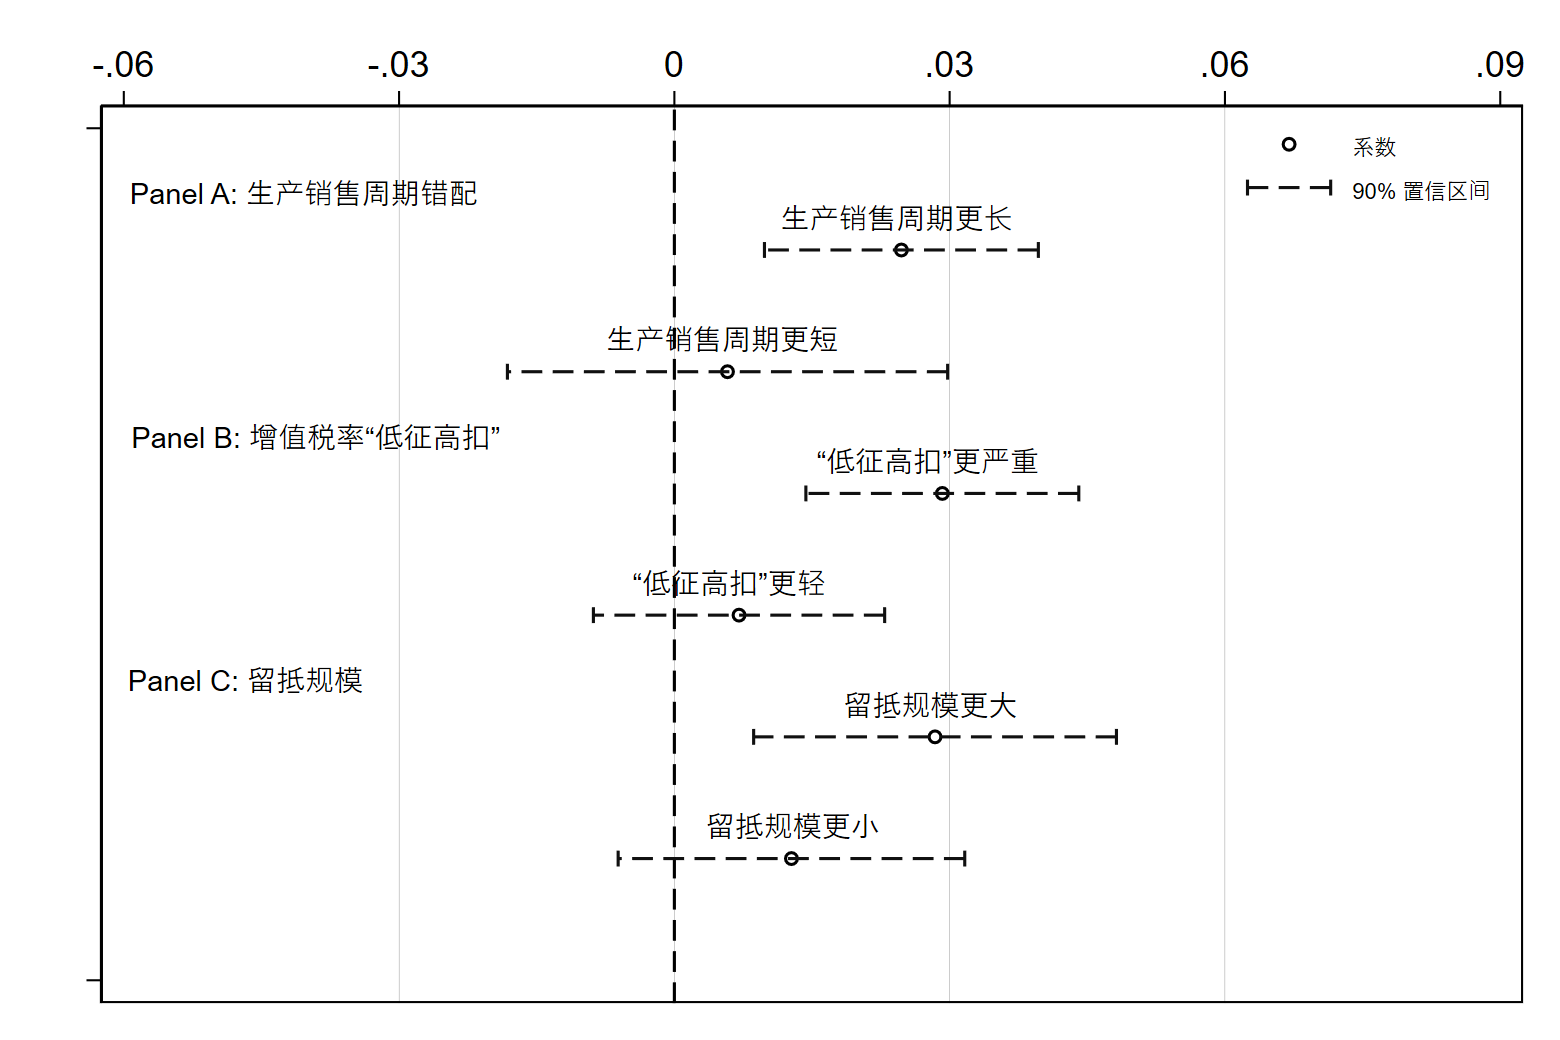 -.06 -.03 0 .03 .06 .09
系数
90% 置信区间
Panel A: 生产销售周期错配
生产销售周期更长
生产销售周期更短
Panel B: 增值税率“低征高扣”
“低征高扣”更严重
“低征高扣”更轻
Panel C: 留抵规模
留抵规模更大
留抵规模更小